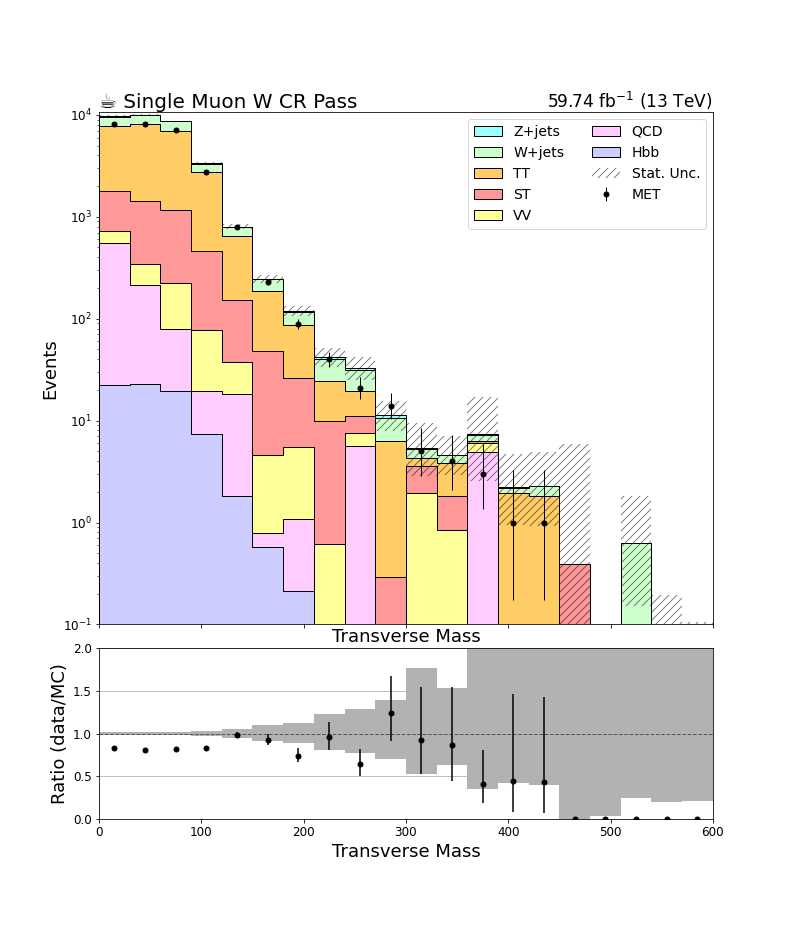 ☕ Single Muon W CR Pass 59.74 fb⁻¹ (13 TeV)
Z+jets
W+jets
TT
ST
VV
QCD
Hbb
Stat. Unc.
MET
Events
10⁴
10³
10²
10¹
10⁰
10⁻¹
Transverse Mass
Ratio (data/MC)
2.0
1.5
1.0
0.5
0.0
0 100 200 300 400 500 600
Transverse Mass